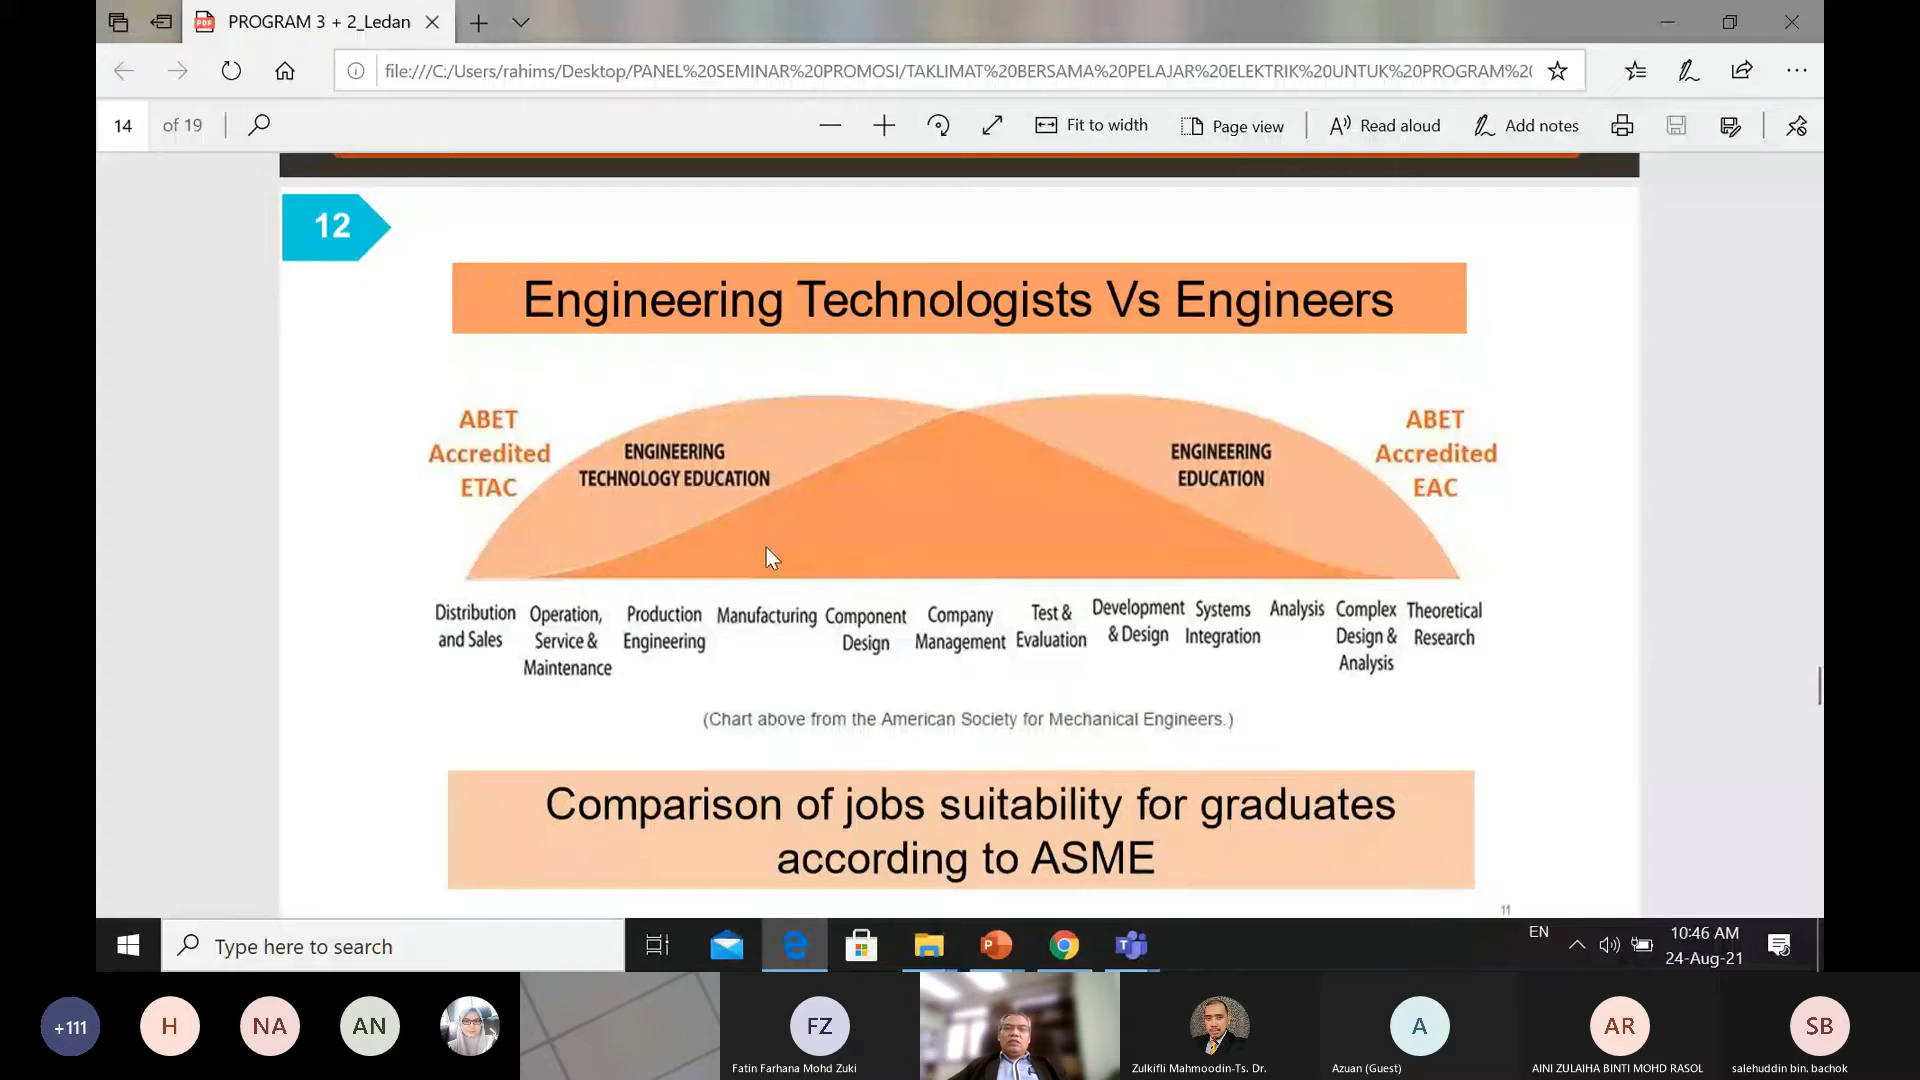 PROGRAM 3 + 2_Ledan
file:///C:/Users/rahims/Desktop/PANEL%20SEMINAR%20PROMOSI/TAKLIMAT%20BERSAMA%20PELAJAR%20ELEKTRIK%20UNTUK%20PROGRAM%20(
14 of 19
Fit to width
Page view
Read aloud
Add notes
12
Engineering Technologists Vs Engineers
ABET
Accredited
ETAC
ENGINEERING
TECHNOLOGY EDUCATION
ENGINEERING
EDUCATION
ABET
Accredited
EAC
Distribution
and Sales
Operation,
Service &
Maintenance
Production
Engineering
Manufacturing
Component
Design
Company
Management
Test &
Evaluation
Development
& Design
Systems
Integration
Analysis
Complex
Design &
Analysis
Theoretical
Research
(Chart above from the American Society for Mechanical Engineers.)
Comparison of jobs suitability for graduates
according to ASME
11
Type here to search
EN
10:46 AM
24-Aug-21
+111
H
NA
AN
FZ
Fatin Farhana Mohd Zuki
Zulkifli Mahmoodin-Ts. Dr.
A
Azuan (Guest)
AR
AINI ZULAIHA BINTI MOHD RASOL
SB
salehuddin bin. bachok